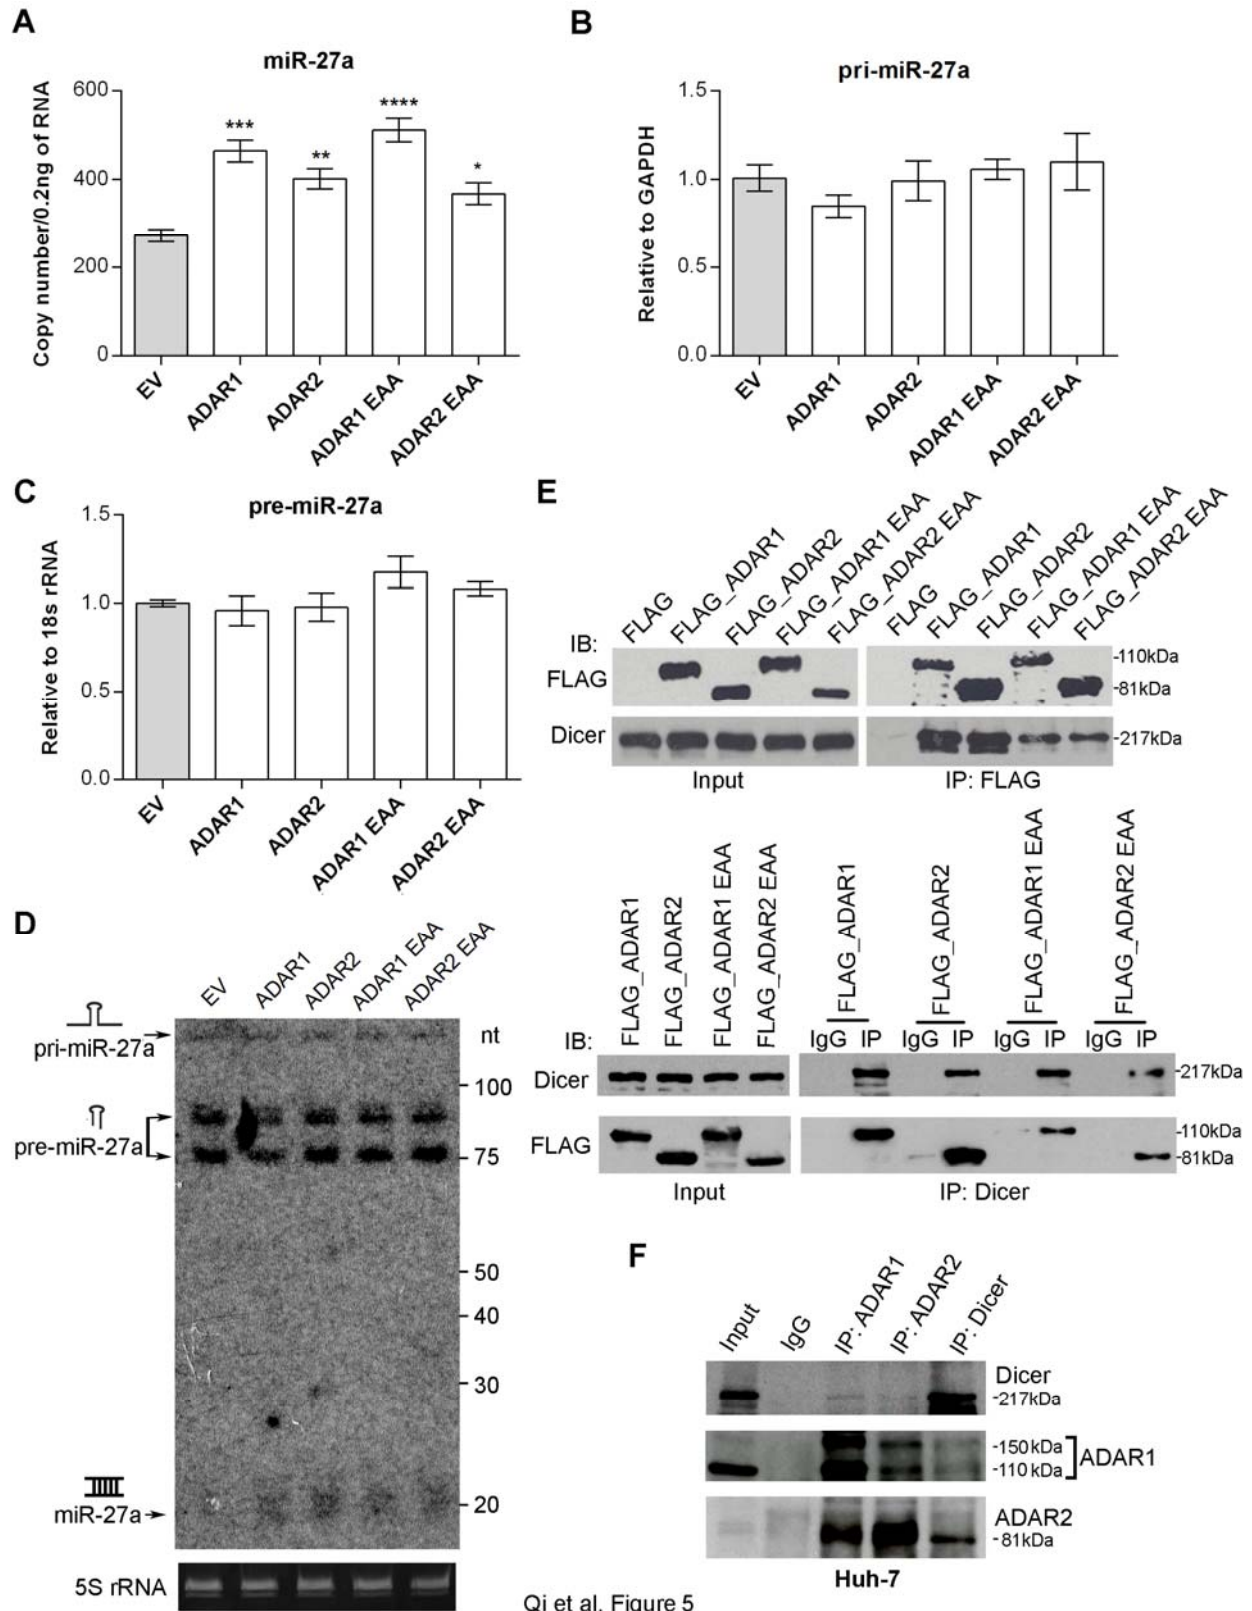 A
miR-27a
Copy number/0.2ng of RNA
600
400
200
0
***
**
****
*
EV
ADAR1
ADAR2
ADAR1 EAA
ADAR2 EAA
B
pri-miR-27a
Relative to GAPDH
1.5
1.0
0.5
0.0
EV
ADAR1
ADAR2
ADAR1 EAA
ADAR2 EAA
C
pre-miR-27a
Relative to 18s rRNA
1.5
1.0
0.5
0.0
EV
ADAR1
ADAR2
ADAR1 EAA
ADAR2 EAA
D
EV
ADAR1
ADAR2
ADAR1 EAA
ADAR2 EAA
pri-miR-27a
pre-miR-27a
miR-27a
nt
100
75
50
40
30
20
5S rRNA
E
FLAG
FLAG_ADAR1
FLAG_ADAR2
FLAG_ADAR1 EAA
FLAG_ADAR2 EAA
FLAG
FLAG_ADAR1
FLAG_ADAR2
FLAG_ADAR1 EAA
FLAG_ADAR2 EAA
IB:
FLAG
-110kDa
-81kDa
Dicer
-217kDa
Input
IP: FLAG
FLAG_ADAR1
FLAG_ADAR2
FLAG_ADAR1 EAA
FLAG_ADAR2 EAA
FLAG_ADAR1
FLAG_ADAR2
FLAG_ADAR1 EAA
FLAG_ADAR2 EAA
IB:
IgG IP IgG IP IgG IP IgG IP
Dicer
-217kDa
FLAG
-110kDa
-81kDa
Input
IP: Dicer
F
Input
IgG
IP: ADAR1
IP: ADAR2
IP: Dicer
Dicer
-217kDa
-150kDa
-110kDa
ADAR1
ADAR2
-81kDa
Huh-7
Qi et al. Figure 5